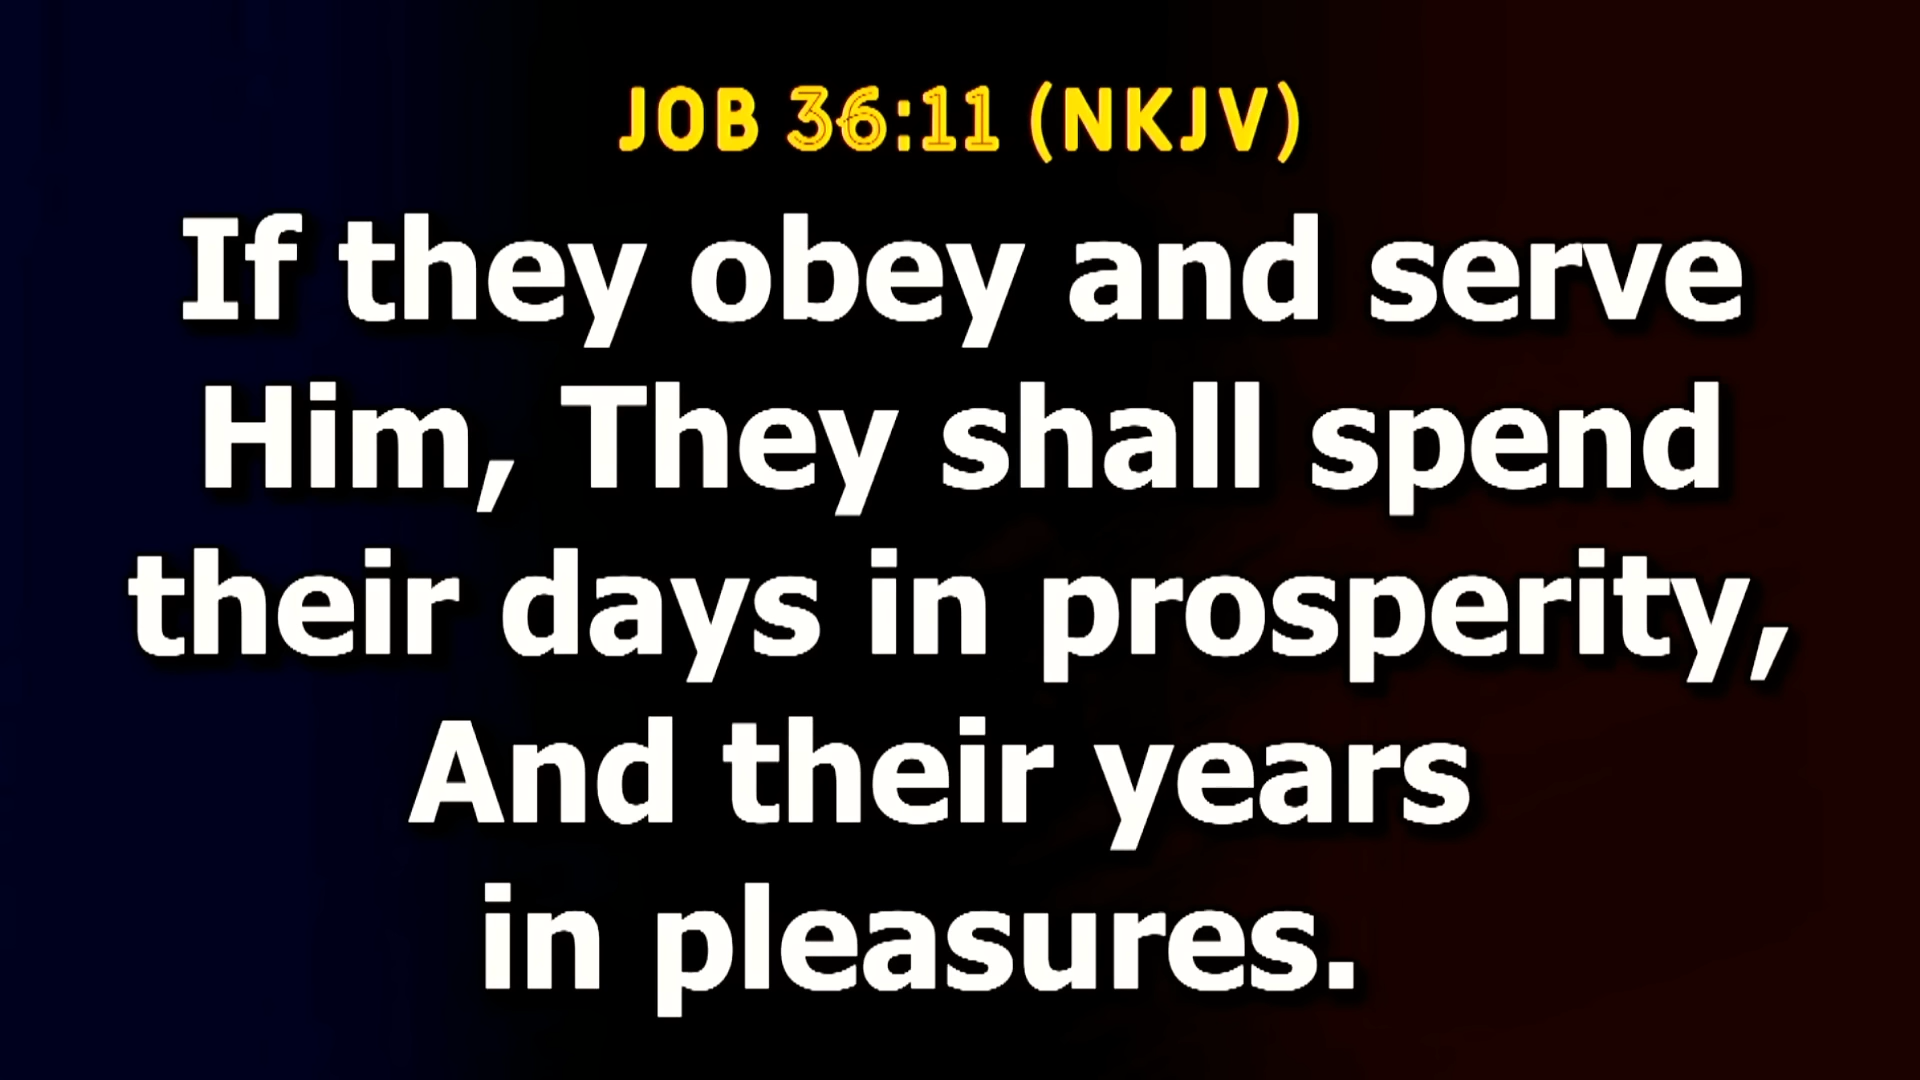 JOB 36:11 (NKJV)
If they obey and serve
Him, They shall spend
their days in prosperity,
And their years
in pleasures.